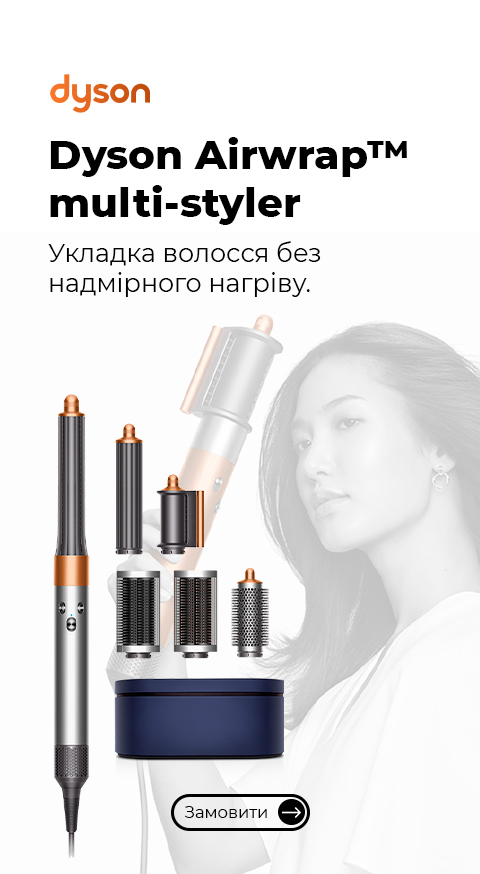 dyson
Dyson Airwrap™
multi-styler
Укладка волосся без
надмірного нагріву.
Замовити